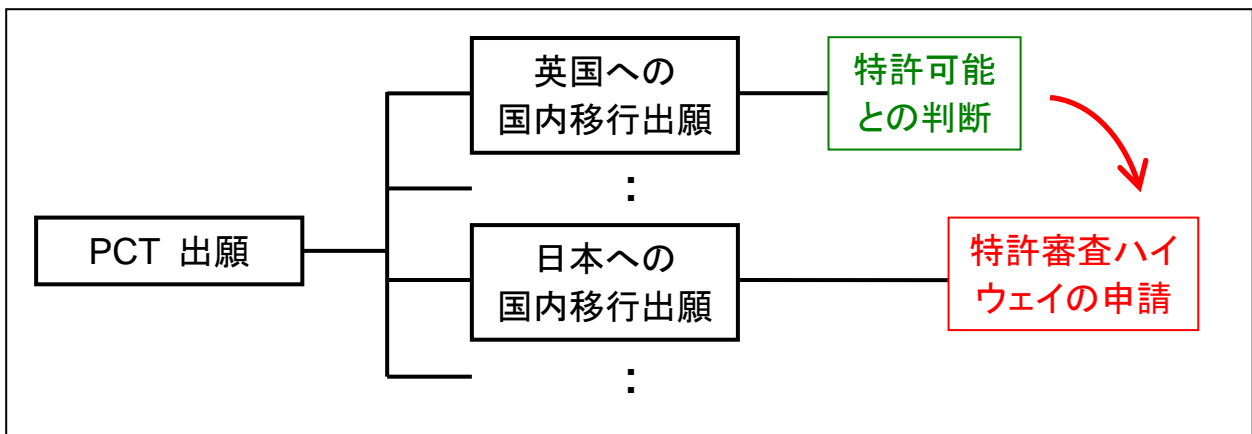 英国への
国内移行出願
特許可能
との判断
:
PCT 出願
日本への
国内移行出願
特許審査ハイ
ウェイの申請
: